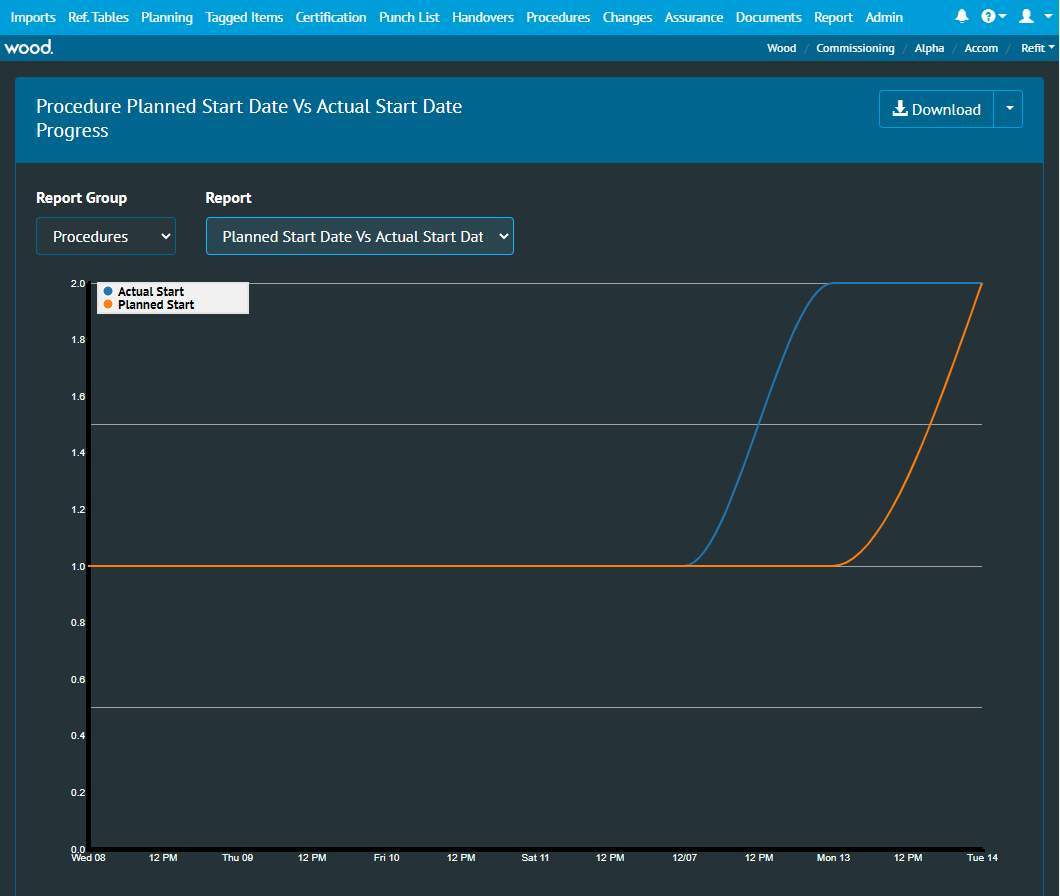 Imports Ref. Tables Planning Tagged Items Certification Punch List Handovers Procedures Changes Assurance Documents Report Admin
wood. Wood / Commissioning / Alpha / Accom / Refit
Procedure Planned Start Date Vs Actual Start Date
Progress
Download
Report Group Report
Procedures Planned Start Date Vs Actual Start Dat
2.0
Actual Start
Planned Start
1.8
1.6
1.4
1.2
1.0
0.8
0.6
0.4
0.2
0.0
Wed 08 12 PM Thu 09 12 PM Fri 10 12 PM Sat 11 12 PM 12/07 12 PM Mon 13 12 PM Tue 14